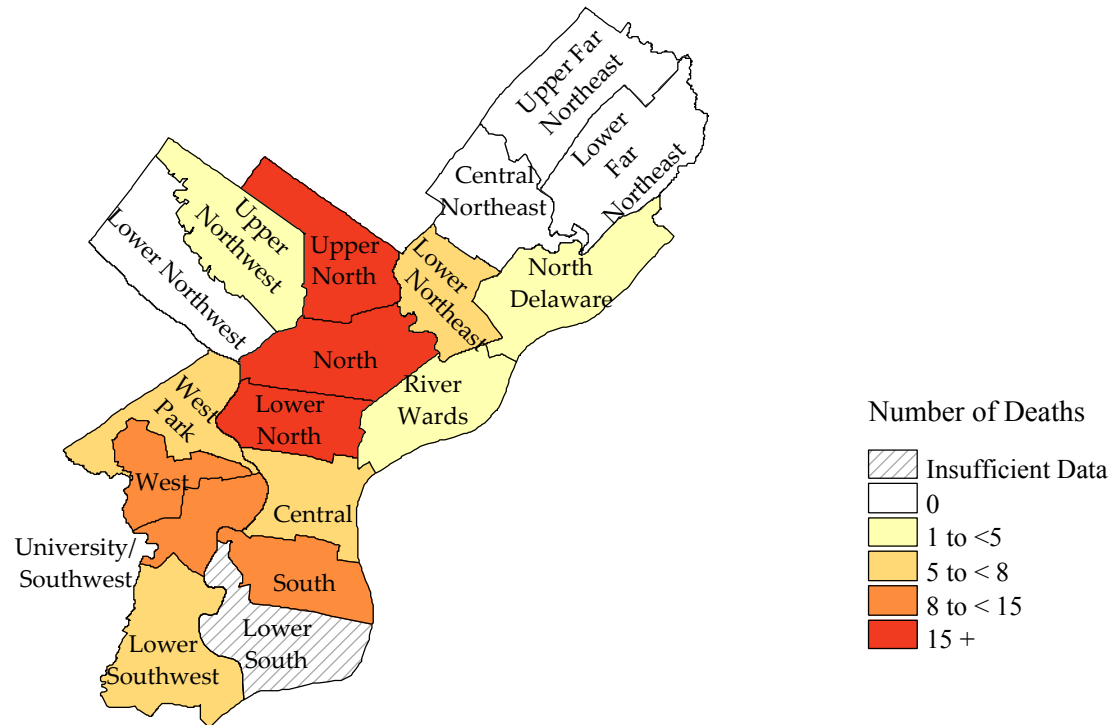 Upper Far
Northeast
Lower
Far
Northeast
Central
Northeast
Upper
Northwest
Lower Northwest
Upper
North
Lower
Northeast
North
Delaware
North
River
Wards
West
Park
Lower
North
West
Central
University/
Southwest
South
Lower
South
Lower
Southwest
Number of Deaths
Insufficient Data
0
1 to <5
5 to < 8
8 to < 15
15 +